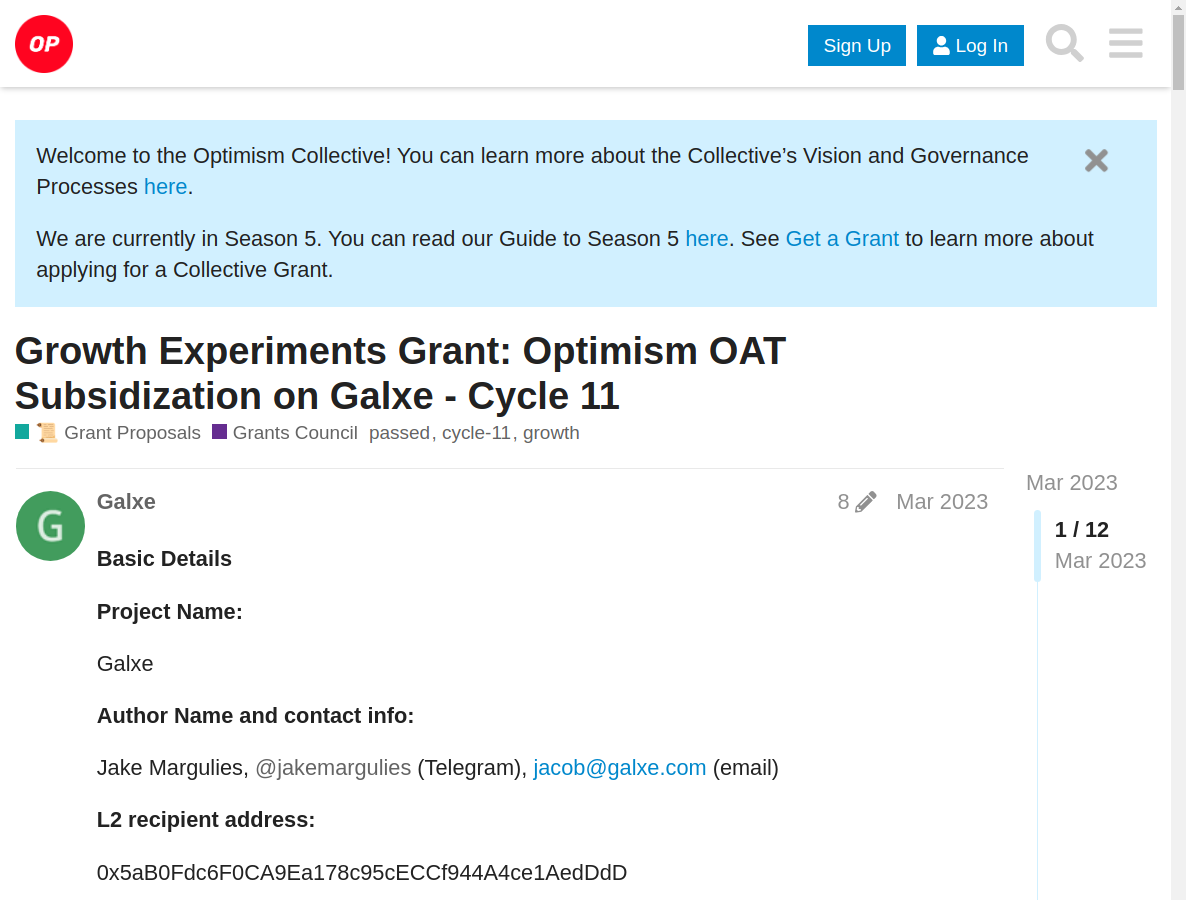 OP
Sign Up
Log In
Welcome to the Optimism Collective! You can learn more about the Collective’s Vision and Governance
Processes here.
We are currently in Season 5. You can read our Guide to Season 5 here. See Get a Grant to learn more about
applying for a Collective Grant.
Growth Experiments Grant: Optimism OAT
Subsidization on Galxe - Cycle 11
📜 Grant Proposals Grants Council passed, cycle-11, growth
Mar 2023
G
Galxe
8
Mar 2023
1 / 12
Mar 2023
Basic Details
Project Name:
Galxe
Author Name and contact info:
Jake Margulies, @jakemargulies (Telegram), jacob@galxe.com (email)
L2 recipient address:
0x5aB0Fdc6F0CA9Ea178c95cECCf944A4ce1AedDdD